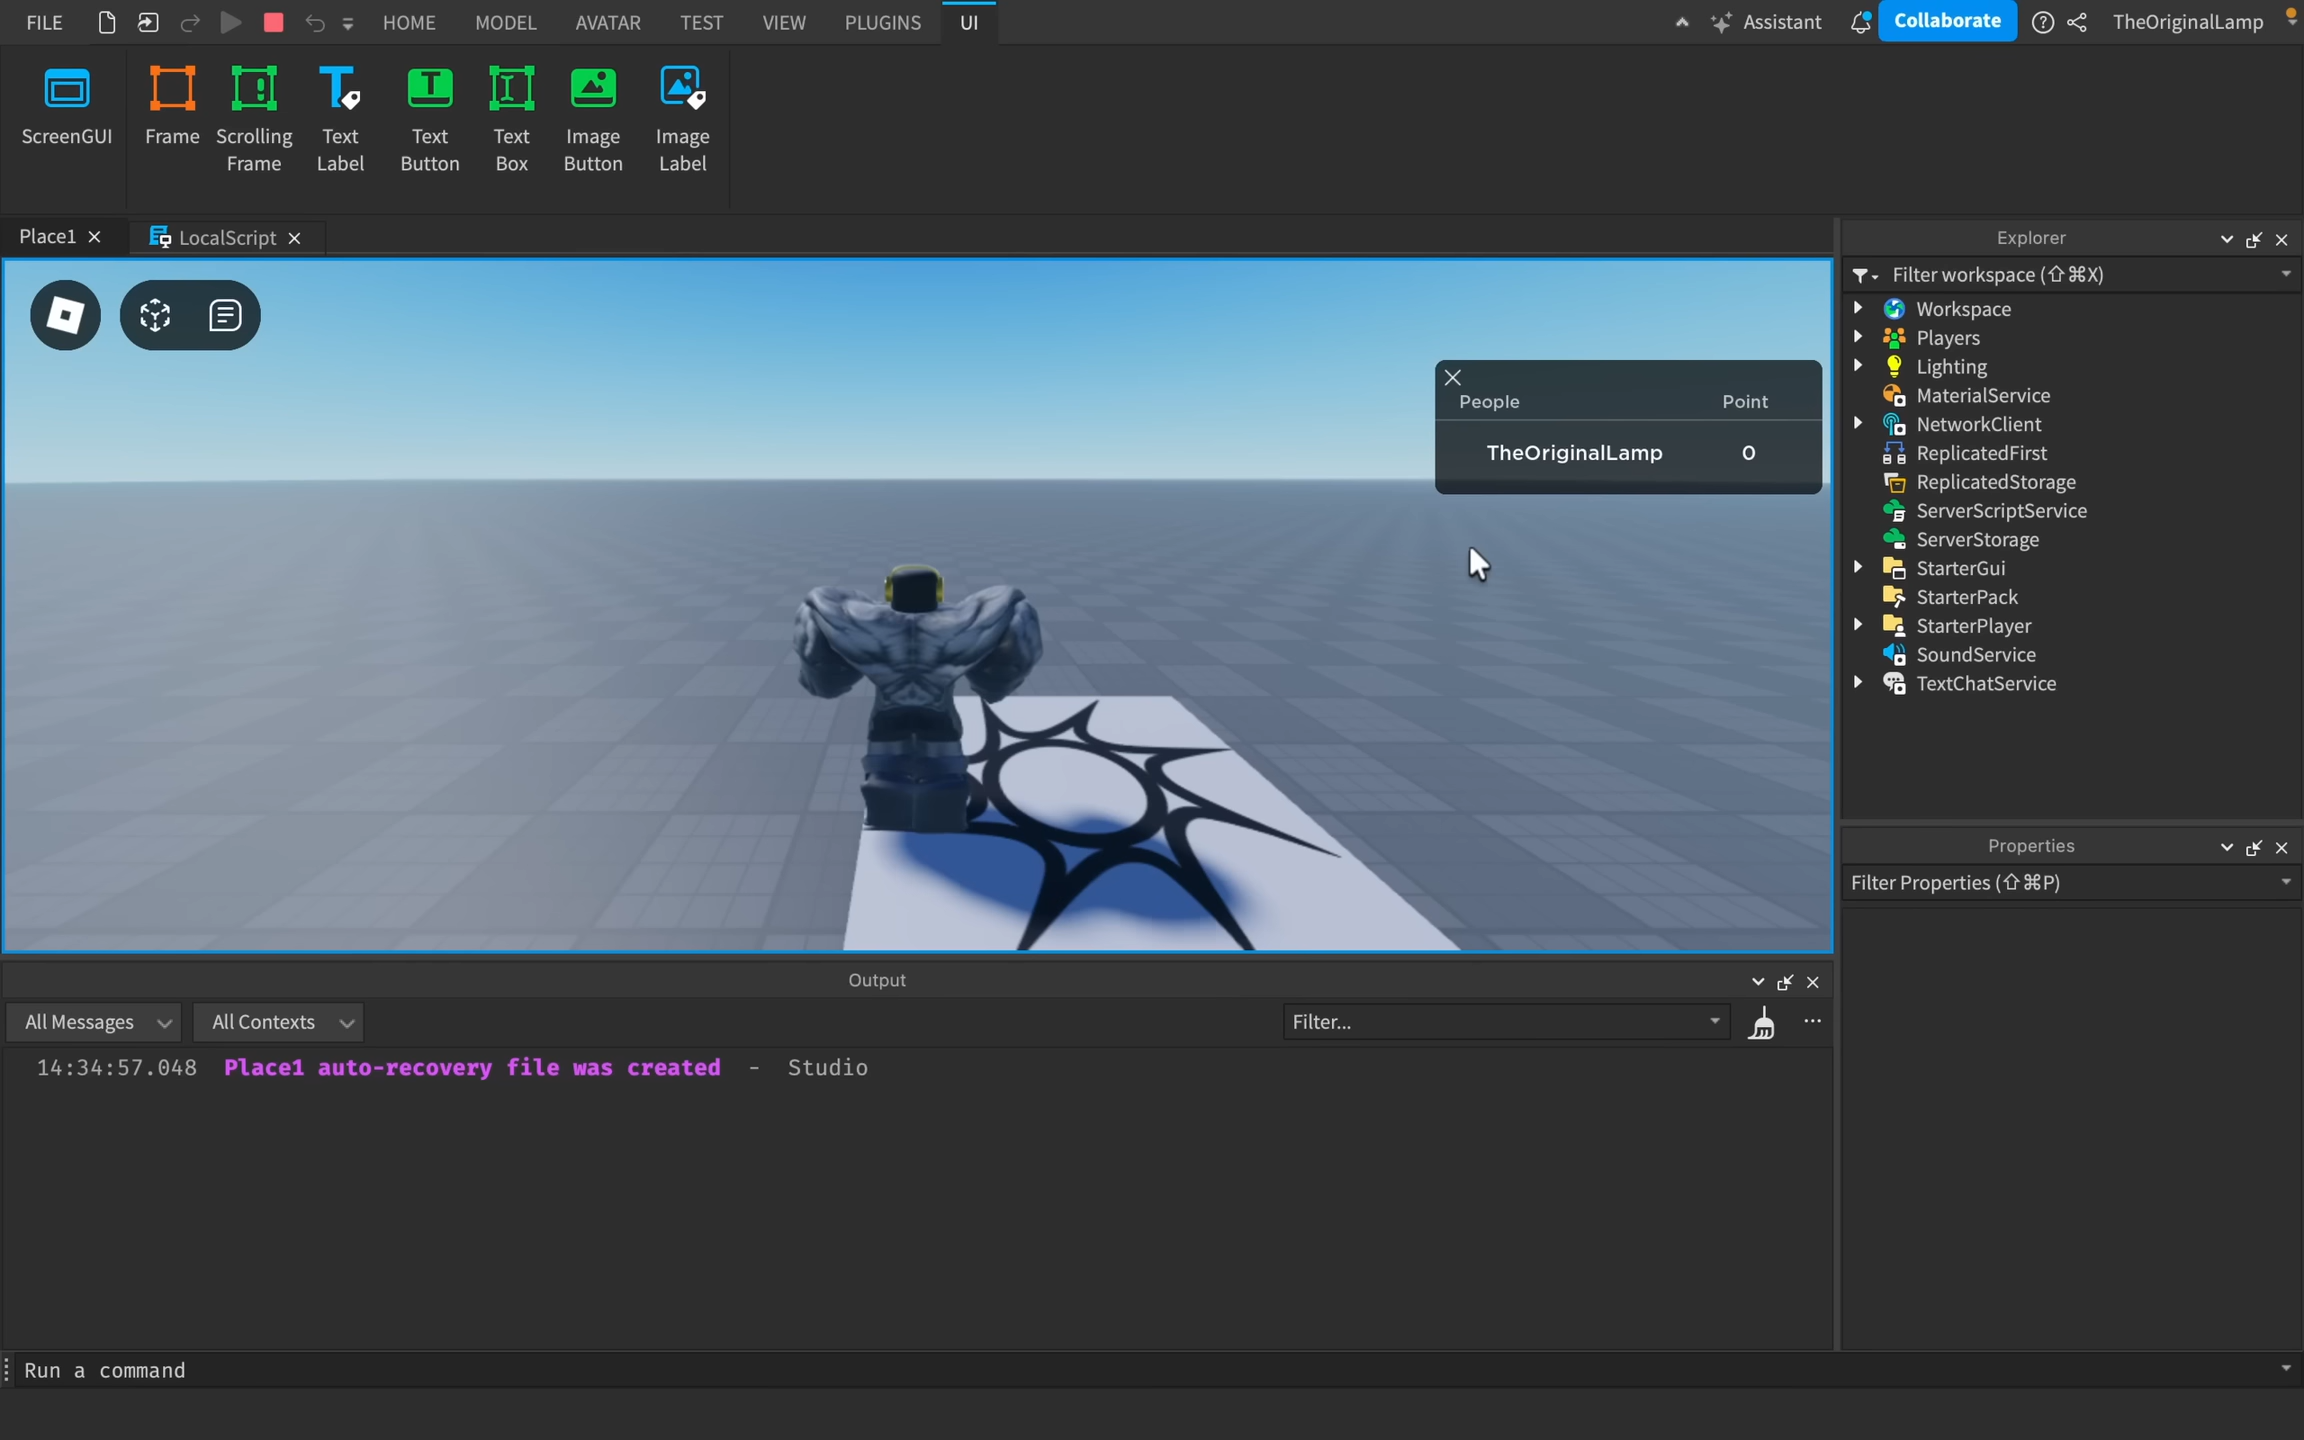 FILE
HOME
MODEL
AVATAR
TEST
VIEW
PLUGINS
UI
Assistant
Collaborate
TheOriginalLamp
ScreenGUI
Frame
Scrolling
Frame
Text
Label
Text
Button
Text
Box
Image
Button
Image
Label
Place1
LocalScript
People Point
TheOriginalLamp 0
Explorer
Filter workspace (⇧⌘X)
Workspace
Players
Lighting
MaterialService
NetworkClient
ReplicatedFirst
ReplicatedStorage
ServerScriptService
ServerStorage
StarterGui
StarterPack
StarterPlayer
SoundService
TextChatService
Properties
Filter Properties (⇧⌘P)
Output
All Messages
All Contexts
Filter...
14:34:57.048 Place1 auto-recovery file was created - Studio
Run a command